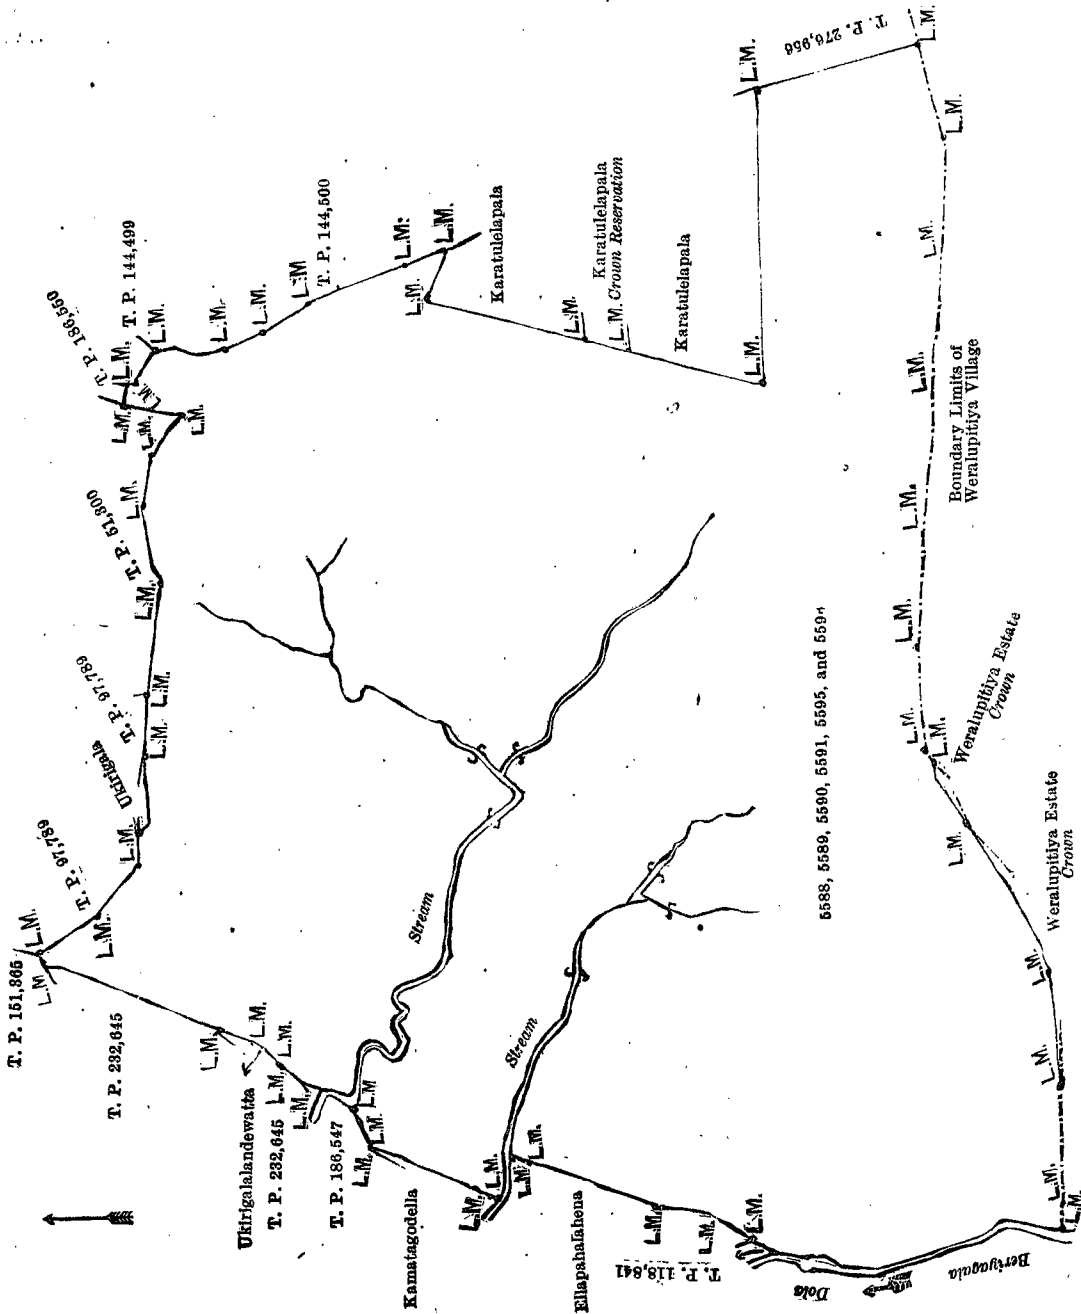 T. P. 151,865
L.M.
L.M.
T. P. 97,789
L.M.
T. P. 232,645
L.M.
Ukirigala
T. P. 97,789
L.M.
L.M.
L.M.
T. P. 51,800
L.M.
L.M.
L.M.
L.M.
T. P. 186,550
L.M.
L.M.
L.M.
T. P. 144,499
L.M.
L.M.
L.M.
L.M.
T. P. 144,500
L.M.
L.M.
L.M.
Karatulelapala
L.M.
Karatulelapala
L.M. Crown Reservation
Karatulelapala
L.M.
L.M.
T. P. 276,956
L.M.
L.M.
L.M.
L.M.
L.M.
L.M.
Boundary Limits of
Weralupitiya Village
L.M.
L.M.
Weralupitiya Estate
Crown
L.M.
Weralupitiya Estate
Crown
L.M.
L.M.
L.M.
L.M.
L.M.
L.M.
L.M.
Ukirigalalandewatta
T. P. 232,645
L.M.
L.M.
T. P. 186,547
L.M.
L.M.
L.M.
Kamatagodella
L.M.
L.M.
L.M.
L.M.
Ellapahalahena
L.M.
L.M.
T. P. 118,841
L.M.
Dola
Beriyagala
Stream
Stream
5588, 5589, 5590, 5591, 5595, and 5594